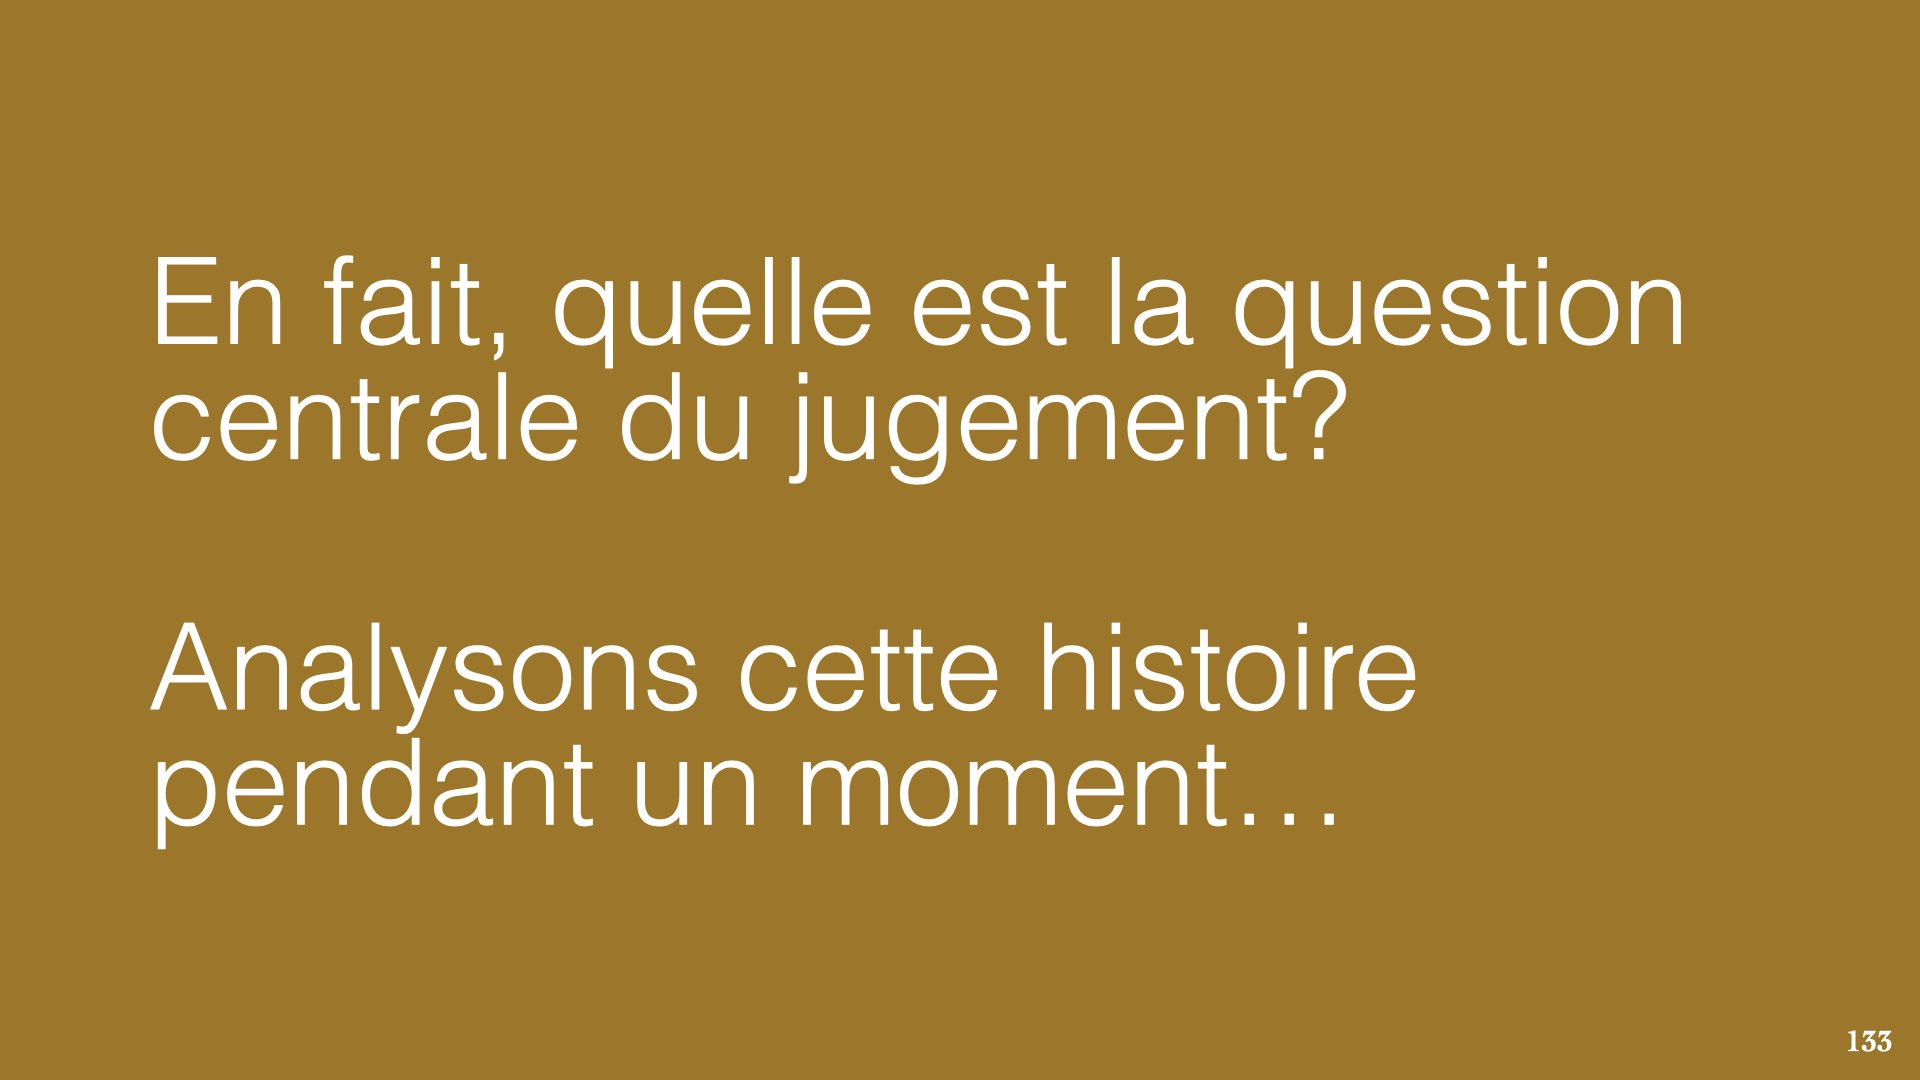 En fait, quelle est la question
centrale du jugement?
Analysons cette histoire
pendant un moment…
133